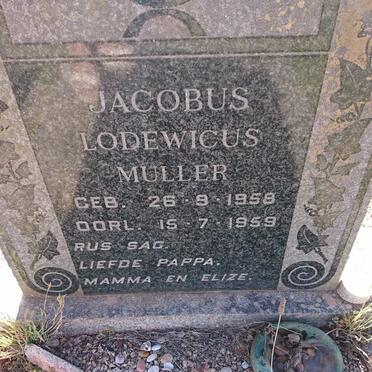 JACOBUS
LODEWICUS
MULLER
GEB. 26-9-1958
OORL. 15-7-1959
RUS SAG.
LIEFDE PAPPA,
MAMMA EN ELIZE.